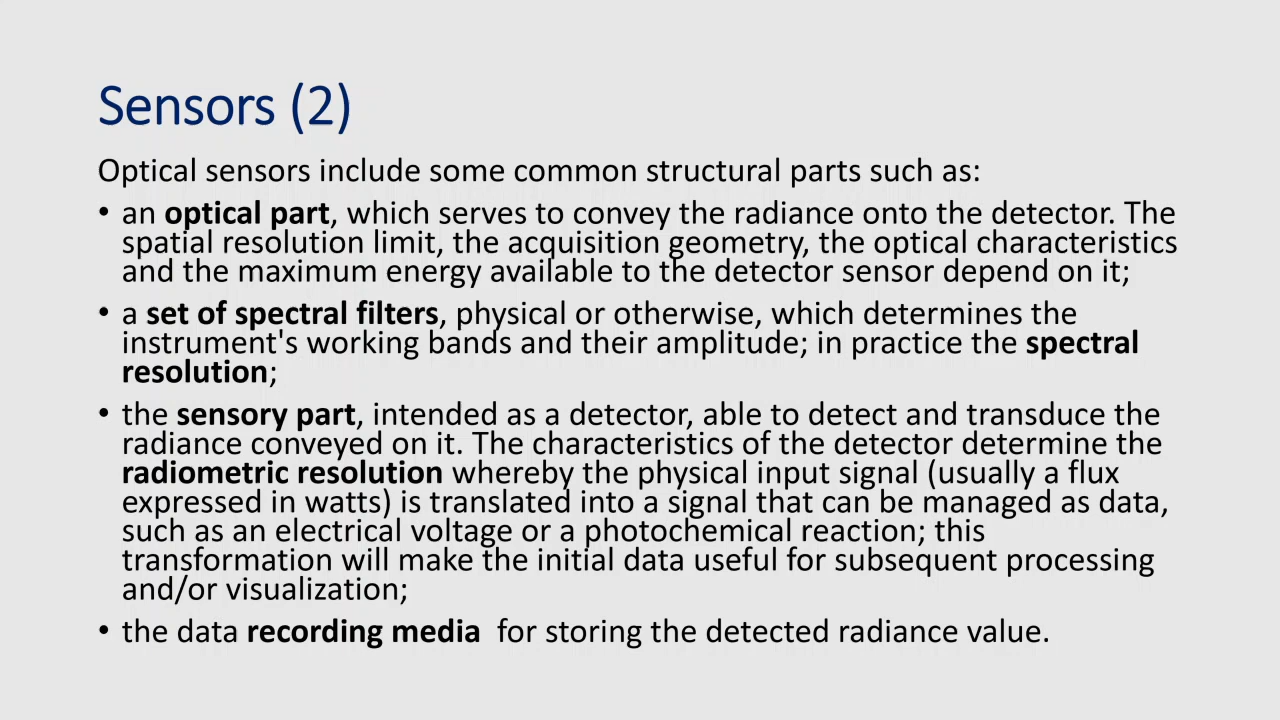 Sensors (2)
Optical sensors include some common structural parts such as:
• an optical part, which serves to convey the radiance onto the detector. The
spatial resolution limit, the acquisition geometry, the optical characteristics
and the maximum energy available to the detector sensor depend on it;
• a set of spectral filters, physical or otherwise, which determines the
instrument's working bands and their amplitude; in practice the spectral
resolution;
• the sensory part, intended as a detector, able to detect and transduce the
radiance conveyed on it. The characteristics of the detector determine the
radiometric resolution whereby the physical input signal (usually a flux
expressed in watts) is translated into a signal that can be managed as data,
such as an electrical voltage or a photochemical reaction; this
transformation will make the initial data useful for subsequent processing
and/or visualization;
• the data recording media  for storing the detected radiance value.